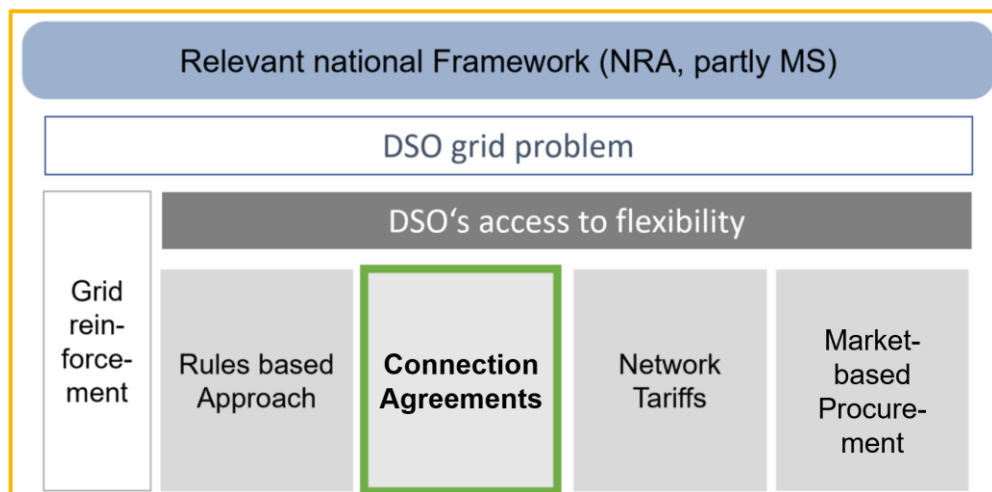 Relevant national Framework (NRA, partly MS)
DSO grid problem
DSO‘s access to flexibility
Grid
rein-
force-
ment
Rules based
Approach
Connection
Agreements
Network
Tariffs
Market-
based
Procure-
ment